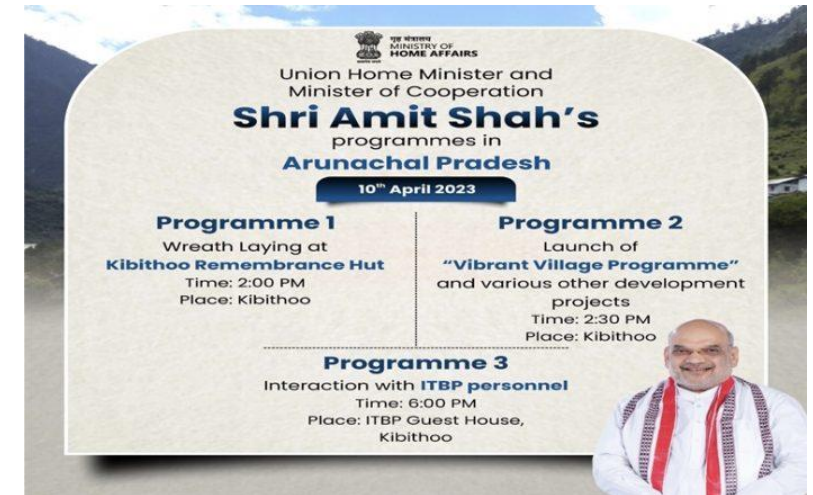 गृह मंत्रालय
MINISTRY OF
HOME AFFAIRS
Union Home Minister and
Minister of Cooperation
Shri Amit Shah's
programmes in
Arunachal Pradesh
10th April 2023
Programme 1
Wreath Laying at
Kibithoo Remembrance Hut
Time: 2:00 PM
Place: Kibithoo
Programme 2
Launch of
“Vibrant Village Programme”
and various other development
projects
Time: 2:30 PM
Place: Kibithoo
Programme 3
Interaction with ITBP personnel
Time: 6:00 PM
Place: ITBP Guest House,
Kibithoo